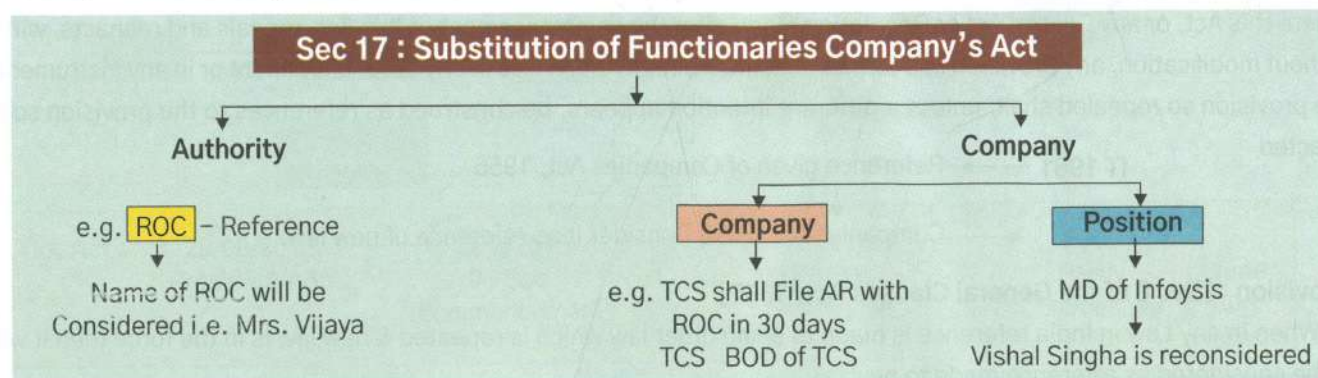 Sec 17 : Substitution of Functionaries Company's Act
Authority
e.g. ROC – Reference
Name of ROC will be
Considered i.e. Mrs. Vijaya
Company
Company
e.g. TCS shall File AR with
ROC in 30 days
TCS BOD of TCS
Position
MD of Infoysis
Vishal Singha is reconsidered